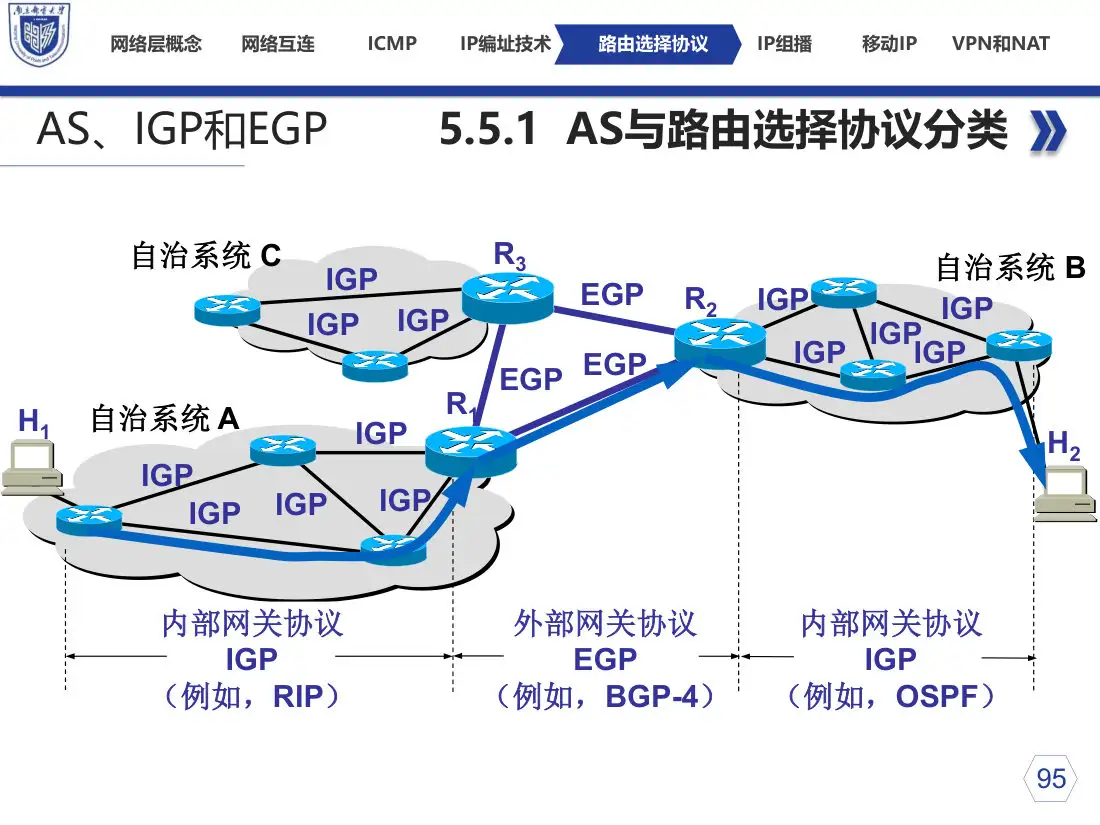 网络层概念 网络互连 ICMP IP编址技术 路由选择协议 IP组播 移动IP VPN和NAT
AS、IGP和EGP 5.5.1 AS与路由选择协议分类
自治系统 C
R3
自治系统 B
IGP
EGP
R2
IGP
IGP
IGP
IGP
IGP
IGP
IGP
EGP
EGP
R1
H1
自治系统 A
IGP
H2
IGP
IGP
IGP
IGP
内部网关协议 外部网关协议 内部网关协议
IGP EGP IGP
（例如，RIP） （例如，BGP-4） （例如，OSPF）
95